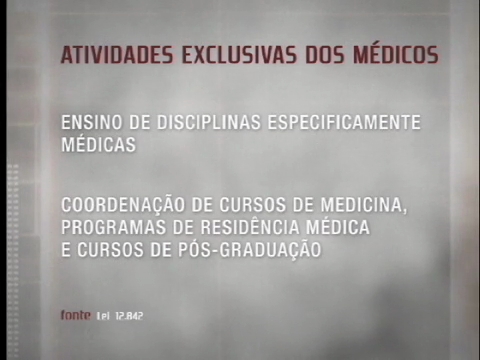 ATIVIDADES EXCLUSIVAS DOS MÉDICOS
ENSINO DE DISCIPLINAS ESPECIFICAMENTE
MÉDICAS
COORDENAÇÃO DE CURSOS DE MEDICINA,
PROGRAMAS DE RESIDÊNCIA MÉDICA
E CURSOS DE PÓS-GRADUAÇÃO
fonte Lei 12.842